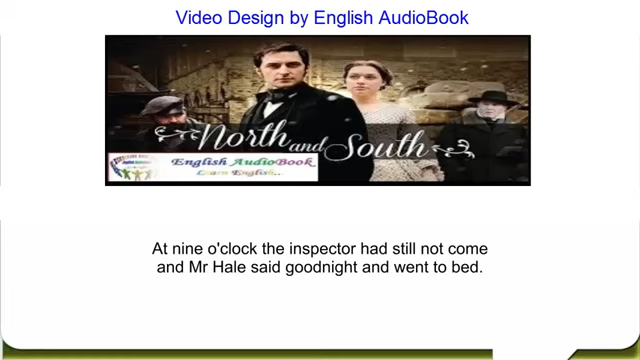 Video Design by English AudioBook
North and South
English AudioBook
Learn English...
At nine o'clock the inspector had still not come
and Mr Hale said goodnight and went to bed.